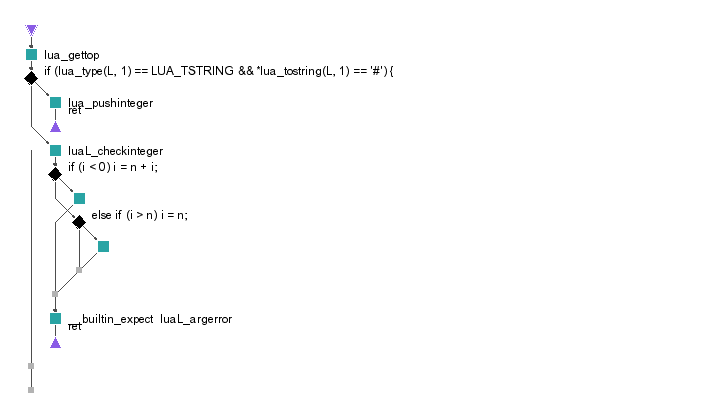 lua_gettop
if (lua_type(L, 1) == LUA_TSTRING && *lua_tostring(L, 1) == '#') {
lua_pushinteger
ret
luaL_checkinteger
if (i < 0) i = n + i;
else if (i > n) i = n;
__builtin_expect luaL_argerror
ret